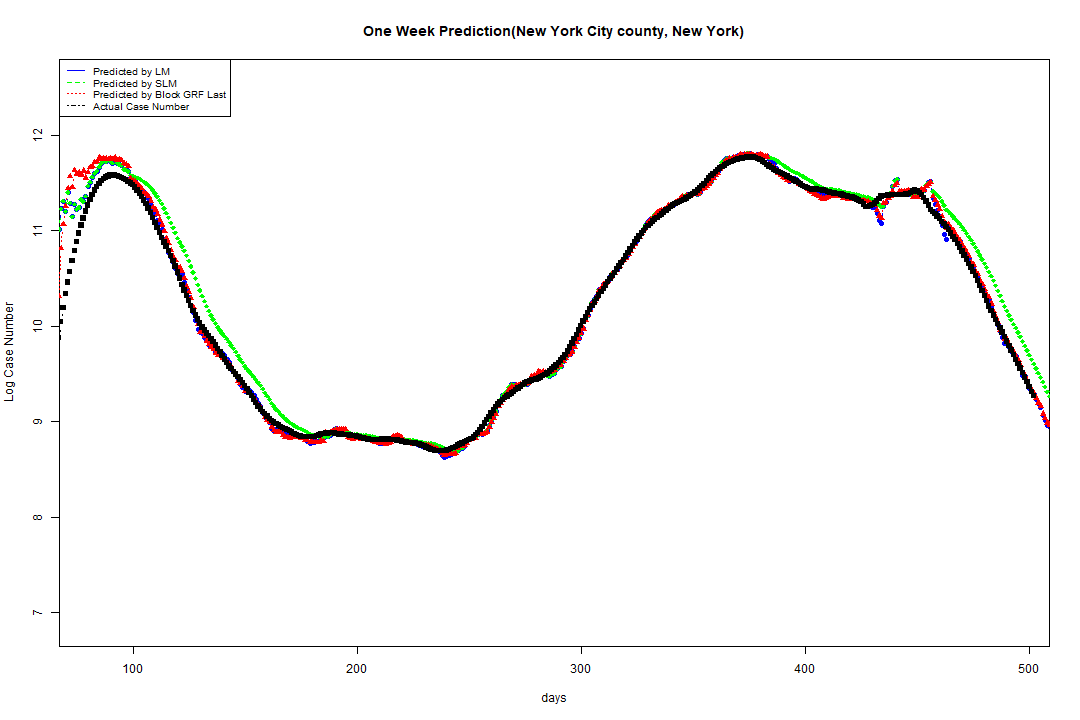 One Week Prediction(New York City county, New York)
Predicted by LM
Predicted by SLM
Predicted by Block GRF Last
Actual Case Number
12
11
10
9
8
7
Log Case Number
100 200 300 400 500
days